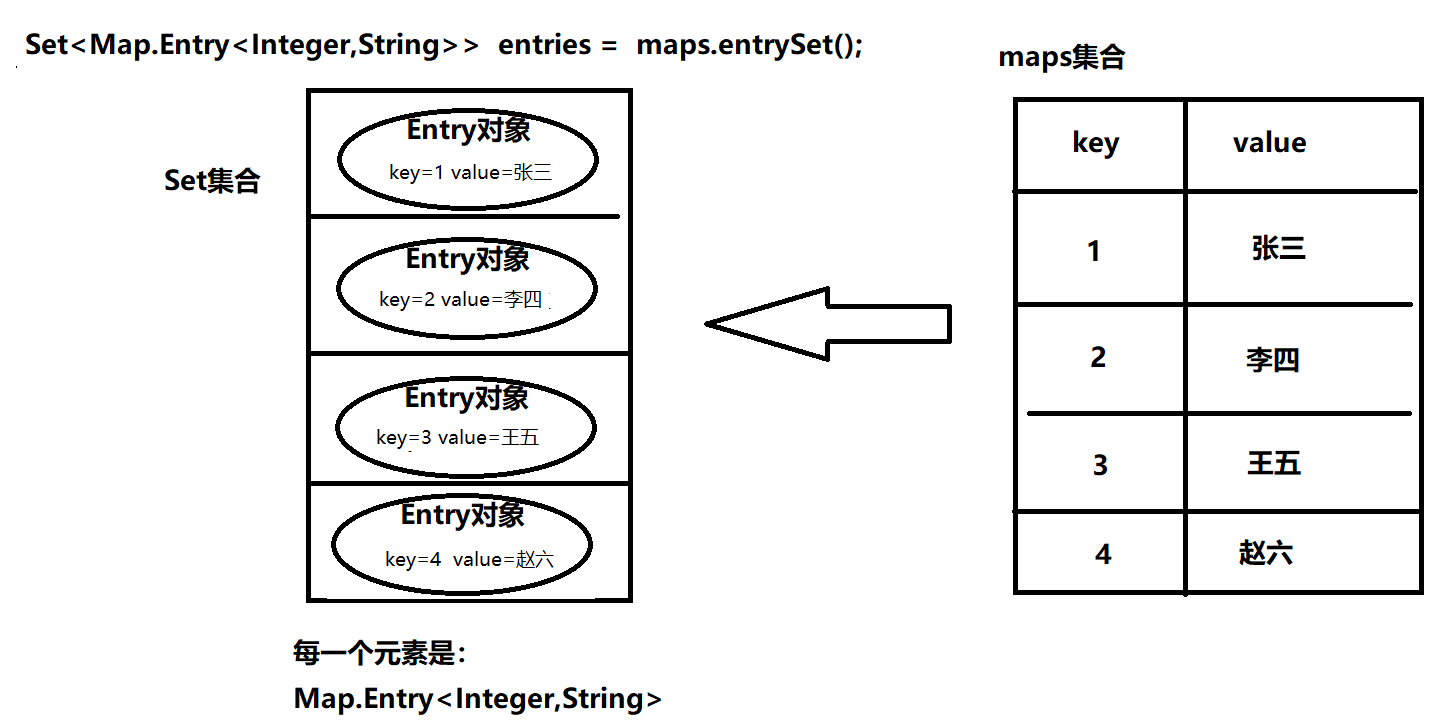 Set<Map.Entry<Integer,String>> entries = maps.entrySet();
Set集合
Entry对象
key=1 value=张三
Entry对象
key=2 value=李四
Entry对象
key=3 value=王五
Entry对象
key=4 value=赵六
每一个元素是：
Map.Entry<Integer,String>
maps集合
key value
1 张三
2 李四
3 王五
4 赵六